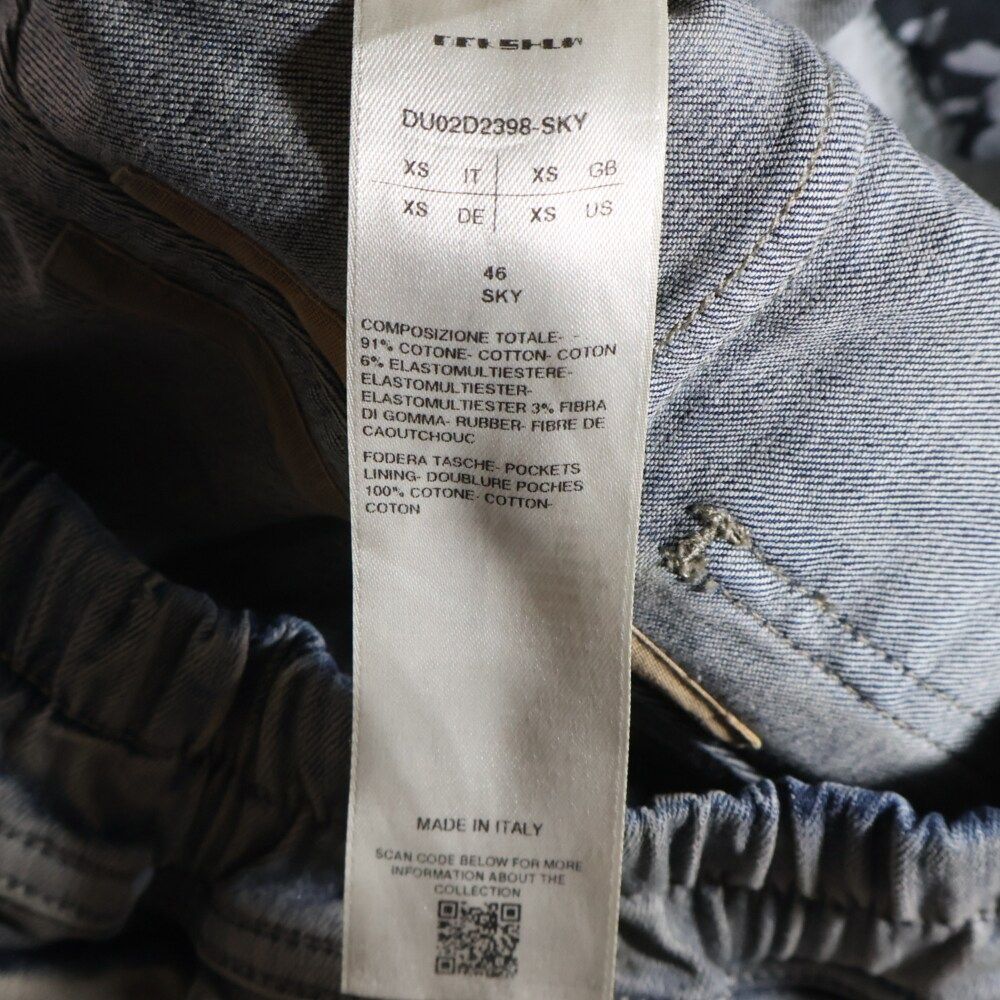 DU02D2398-SKY
XS IT XS GB
XS DE XS US
46
SKY
COMPOSIZIONE TOTALE- -
91% COTONE- COTTON- COTON
6% ELASTOMULTIESTERE-
ELASTOMULTIESTER-
ELASTOMULTIESTER 3% FIBRA
DI GOMMA- RUBBER- FIBRE DE
CAOUTCHOUC
FODERA TASCHE- POCKETS
LINING- DOUBLURE POCHES
100% COTONE- COTTON-
COTON
MADE IN ITALY
SCAN CODE BELOW FOR MORE
INFORMATION ABOUT THE
COLLECTION